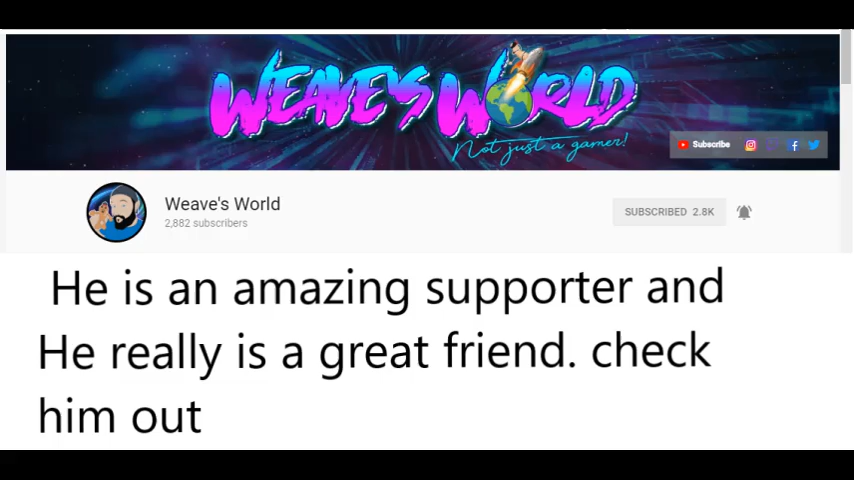 WEAVE'S WORLD
Not just a gamer!
Subscribe
Weave's World
2,882 subscribers
SUBSCRIBED 2.8K
He is an amazing supporter and
He really is a great friend. check
him out